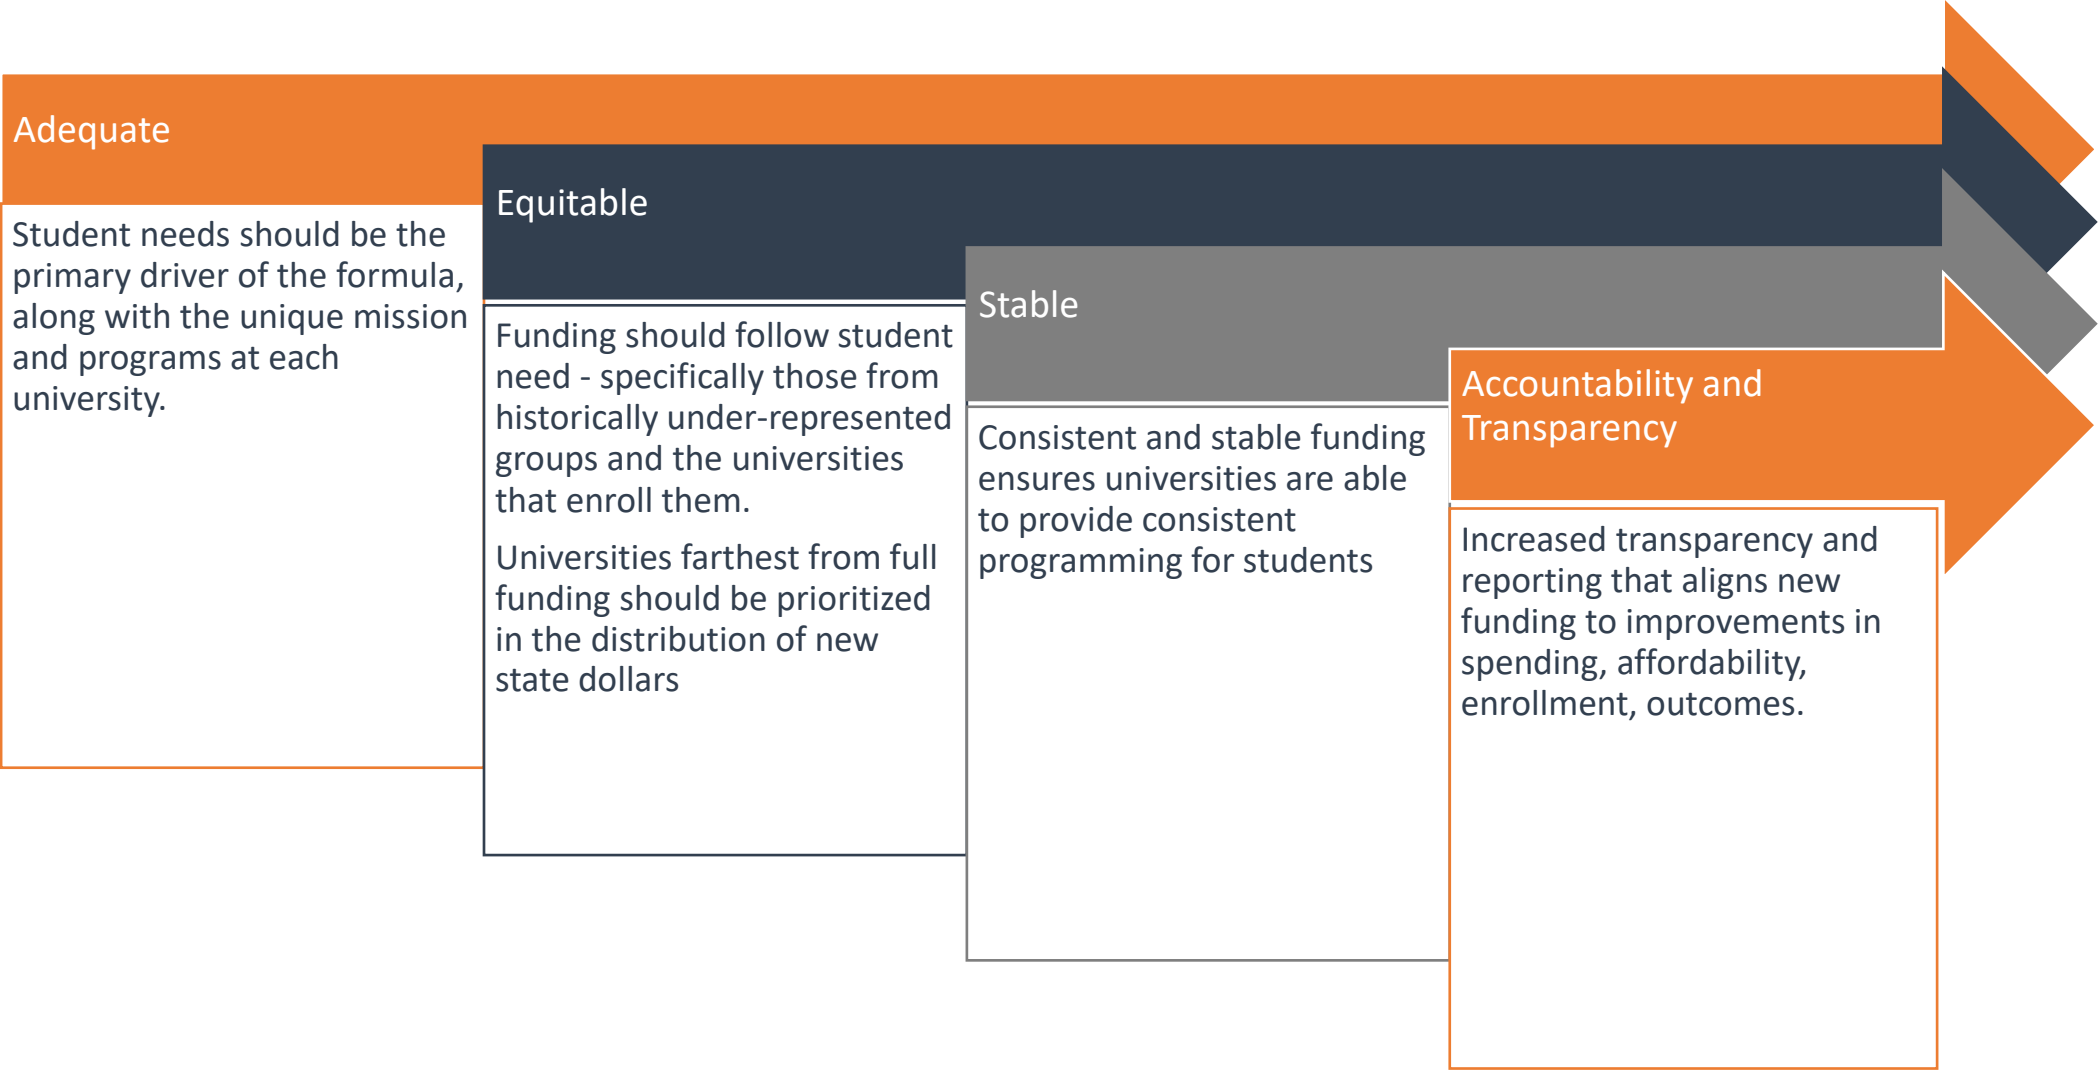 Adequate
Student needs should be the
primary driver of the formula,
along with the unique mission
and programs at each
university.
Equitable
Funding should follow student
need - specifically those from
historically under-represented
groups and the universities
that enroll them.
Universities farthest from full
funding should be prioritized
in the distribution of new
state dollars
Stable
Consistent and stable funding
ensures universities are able
to provide consistent
programming for students
Accountability and
Transparency
Increased transparency and
reporting that aligns new
funding to improvements in
spending, affordability,
enrollment, outcomes.